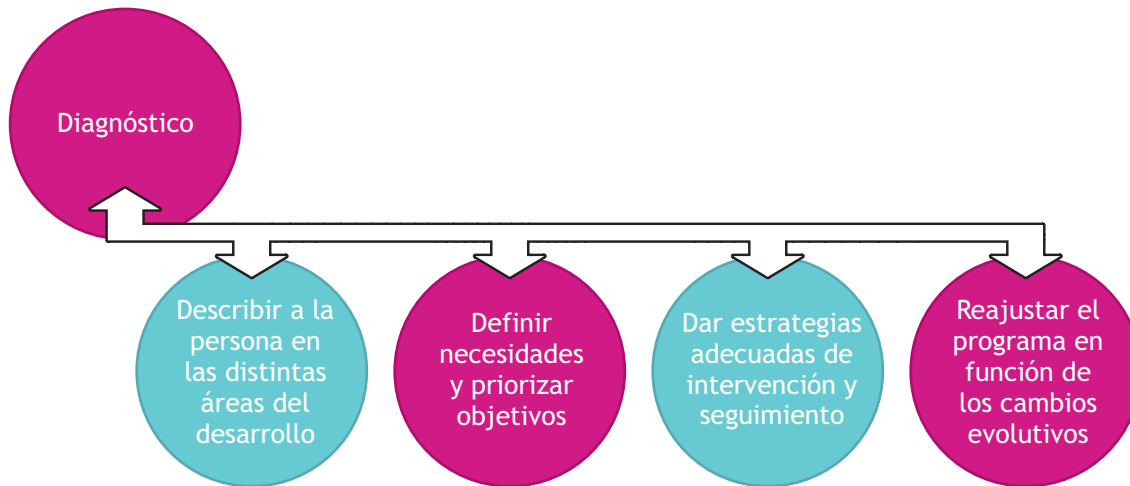 Diagnóstico
Describir a la
persona en
las distintas
áreas del
desarrollo
Definir
necesidades
y priorizar
objetivos
Dar estrategias
adecuadas de
intervención y
seguimiento
Reajustar el
programa en
función de
los cambios
evolutivos